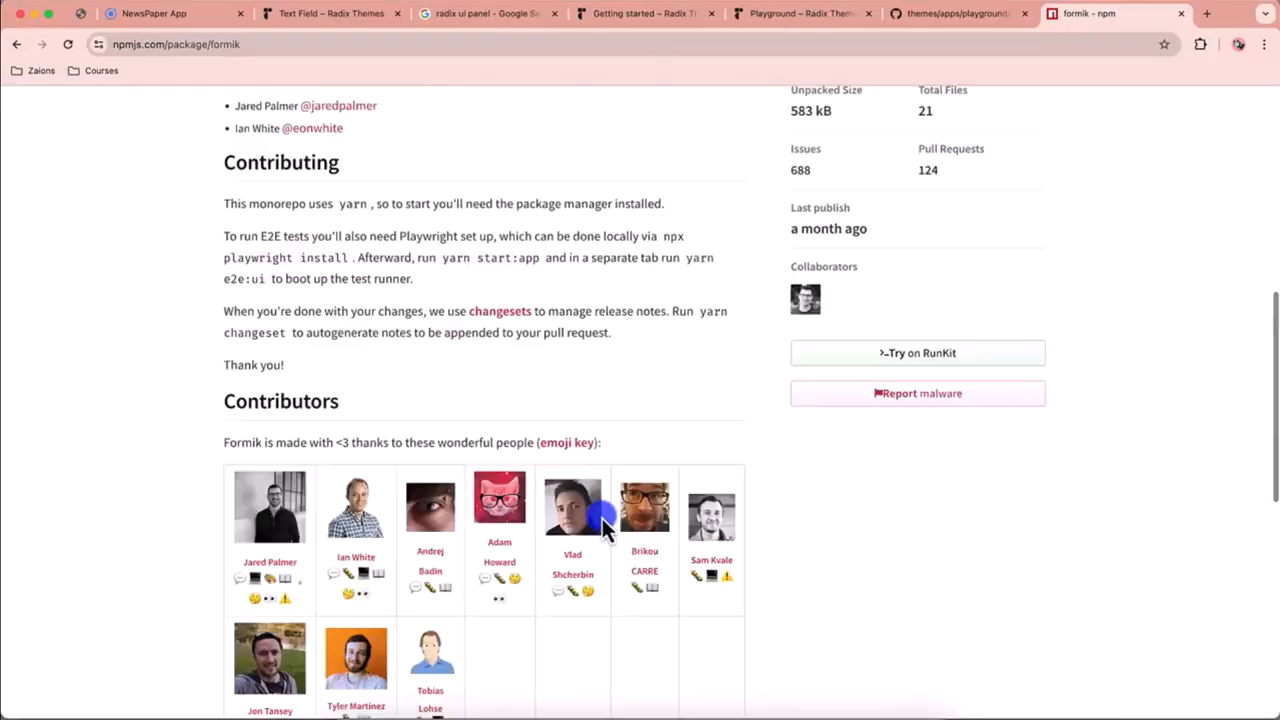 NewsPaper App
Text Field – Radix Themes
radix ui panel - Google Se
Getting started – Radix Th
Playground – Radix Theme
themes/apps/playground/
formik - npm
npmjs.com/package/formik
Zaions
Courses
Jared Palmer @jaredpalmer
Ian White @eonwhite
Contributing
This monorepo uses yarn , so to start you'll need the package manager installed.
To run E2E tests you'll also need Playwright set up, which can be done locally via npx
playwright install . Afterward, run yarn start:app and in a separate tab run yarn
e2e:ui to boot up the test runner.
When you're done with your changes, we use changesets to manage release notes. Run yarn
changeset to autogenerate notes to be appended to your pull request.
Thank you!
Contributors
Formik is made with <3 thanks to these wonderful people (emoji key):
Jared Palmer
Ian White
Andrej
Badin
Adam
Howard
Vlad
Shcherbin
Brikou
CARRE
Sam Kvale
Jon Tansey
Tyler Martinez
Tobias
Lohse
Unpacked Size
Total Files
583 kB
21
Issues
Pull Requests
688
124
Last publish
a month ago
Collaborators
>-Try on RunKit
Report malware